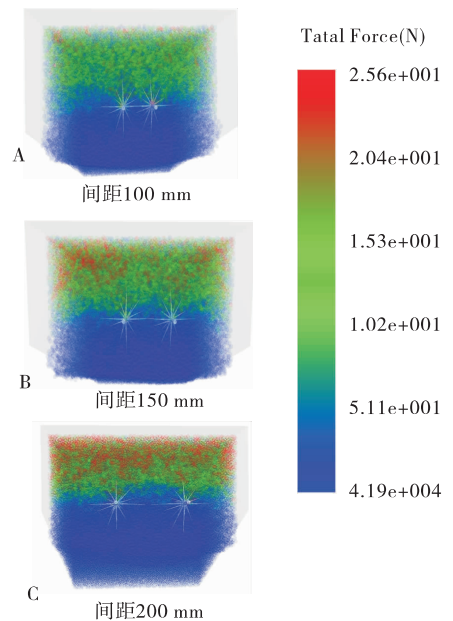 Tatal Force(N)
2.56e+001
2.04e+001
1.53e+001
1.02e+001
5.11e+001
4.19e+004
A
间距100 mm
B
间距150 mm
C
间距200 mm